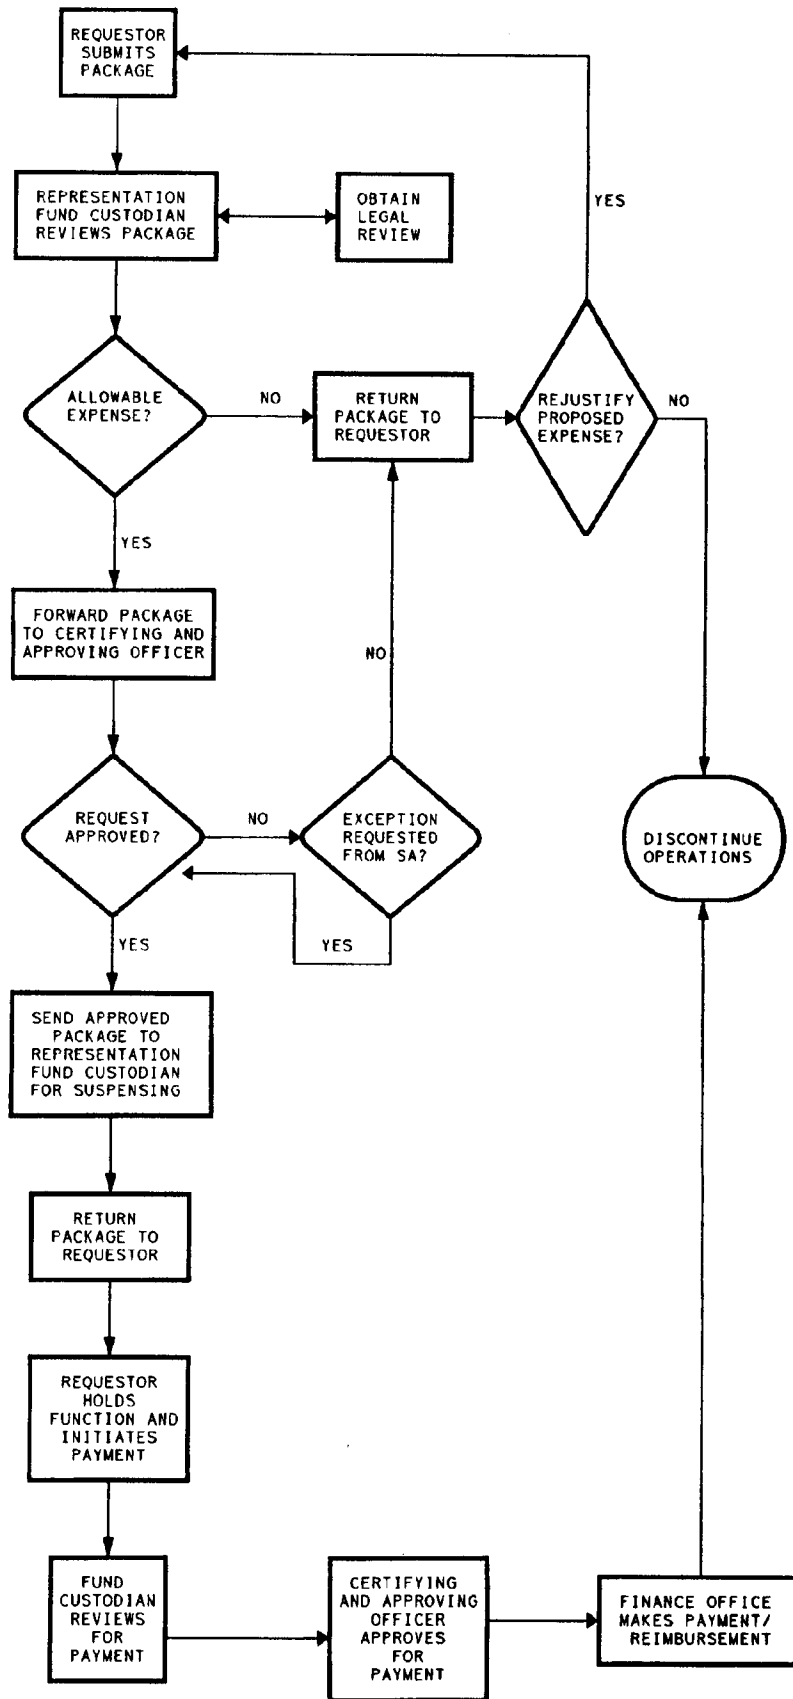 REQUESTOR
SUBMITS
PACKAGE
REPRESENTATION
FUND CUSTODIAN
REVIEWS PACKAGE
OBTAIN
LEGAL
REVIEW
YES
ALLOWABLE
EXPENSE?
NO
RETURN
PACKAGE TO
REQUESTOR
REJUSTIFY
PROPOSED
EXPENSE?
NO
YES
FORWARD PACKAGE
TO CERTIFYING AND
APPROVING OFFICER
NO
REQUEST
APPROVED?
NO
EXCEPTION
REQUESTED
FROM SA?
DISCONTINUE
OPERATIONS
YES
YES
SEND APPROVED
PACKAGE TO
REPRESENTATION
FUND CUSTODIAN
FOR SUSPENSING
RETURN
PACKAGE TO
REQUESTOR
REQUESTOR
HOLDS
FUNCTION AND
INITIATES
PAYMENT
FUND
CUSTODIAN
REVIEWS
FOR
PAYMENT
CERTIFYING
AND APPROVING
OFFICER
APPROVES
FOR
PAYMENT
FINANCE OFFICE
MAKES PAYMENT/
REIMBURSEMENT